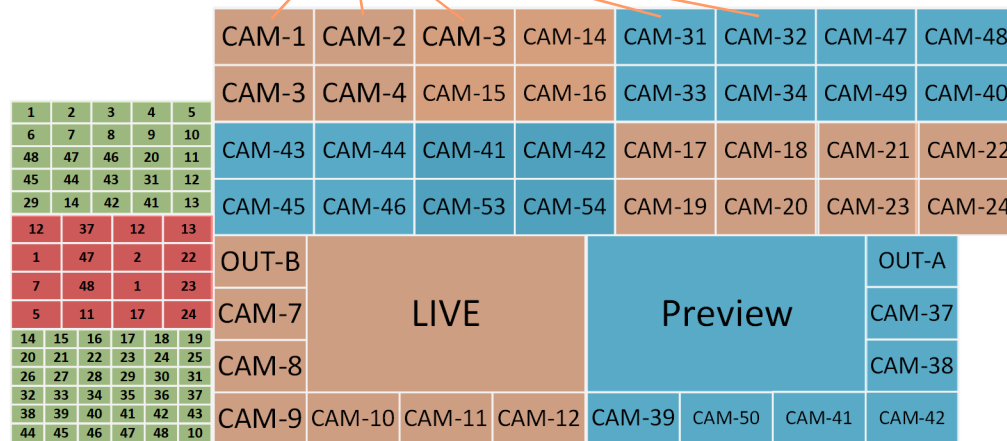 CAM-1 CAM-2 CAM-3 CAM-14 CAM-31 CAM-32 CAM-47 CAM-48
CAM-3 CAM-4 CAM-15 CAM-16 CAM-33 CAM-34 CAM-49 CAM-40
CAM-43 CAM-44 CAM-41 CAM-42 CAM-17 CAM-18 CAM-21 CAM-22
CAM-45 CAM-46 CAM-53 CAM-54 CAM-19 CAM-20 CAM-23 CAM-24
1 2 3 4 5
6 7 8 9 10
48 47 46 20 11
45 44 43 31 12
29 14 42 41 13
12 37 12 13
1 47 2 22
7 48 1 23
5 11 17 24
14 15 16 17 18 19
20 21 22 23 24 25
26 27 28 29 30 31
32 33 34 35 36 37
38 39 40 41 42 43
44 45 46 47 48 10
OUT-B LIVE Preview OUT-A
CAM-7 CAM-37
CAM-8 CAM-38
CAM-9 CAM-10 CAM-11 CAM-12 CAM-39 CAM-50 CAM-41 CAM-42